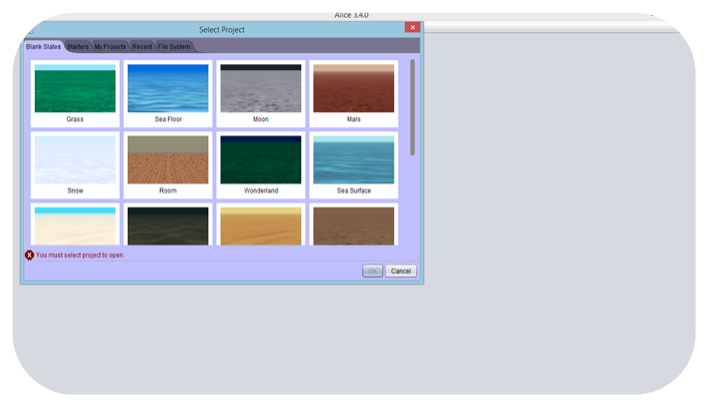 Alice 3.4.0
Select Project
Blank Slates Starters My Projects Recent File System
Grass Sea Floor Moon Mars
Snow Room Wonderland Sea Surface
You must select project to open.
OK Cancel